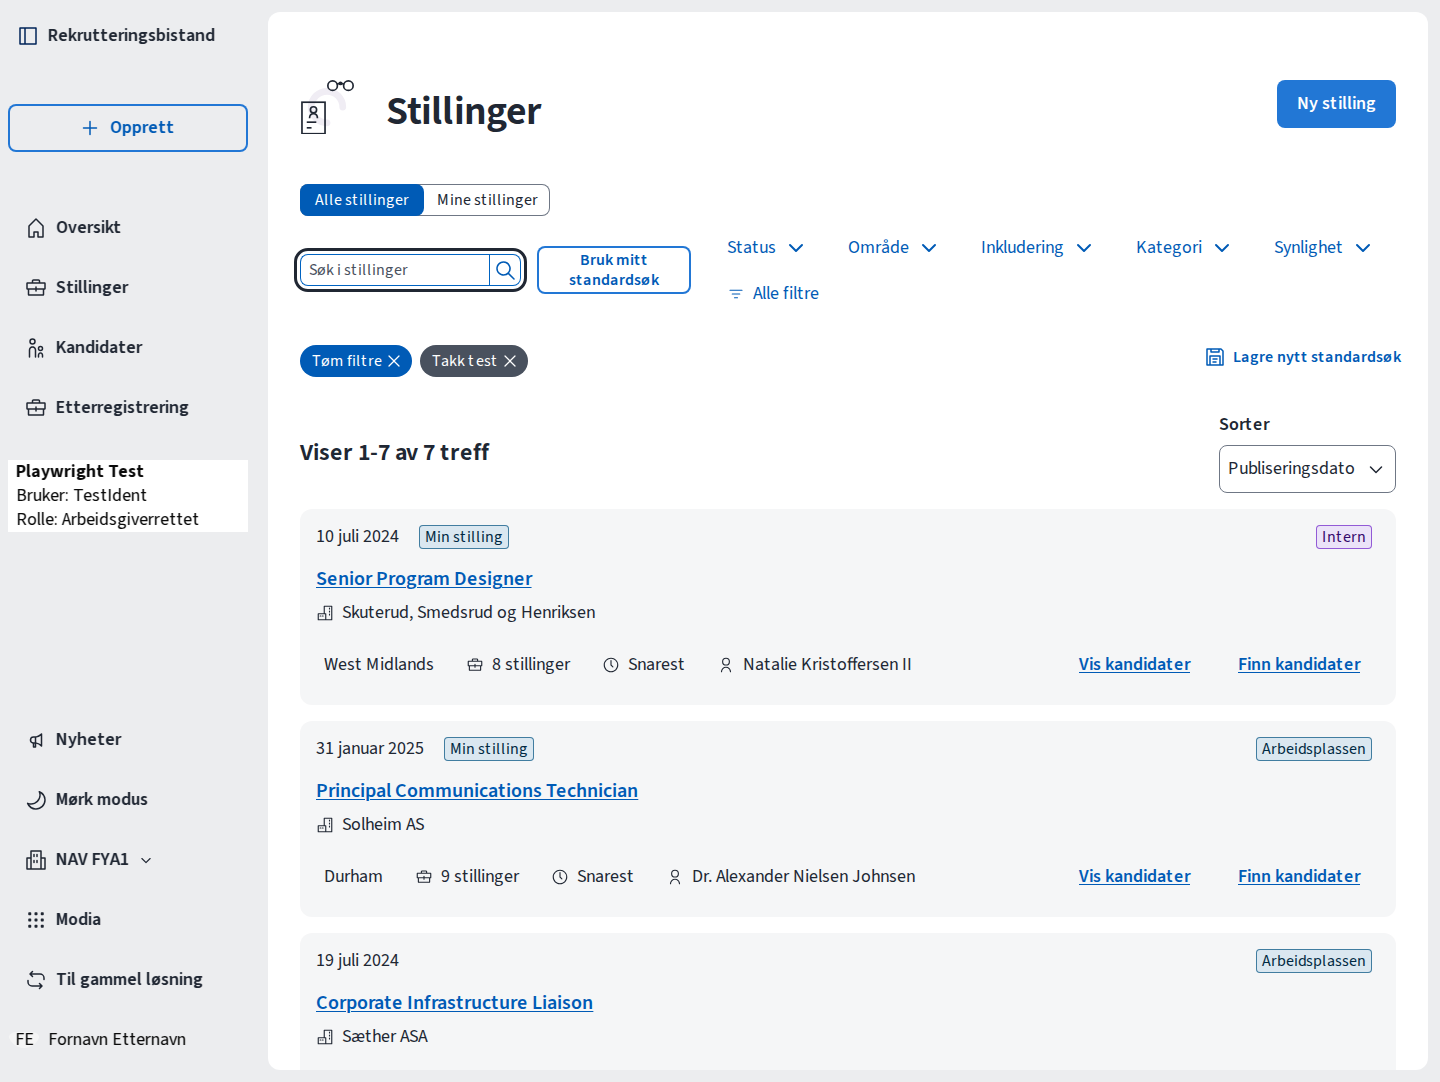 Rekrutteringsbistand
Opprett
Oversikt
Stillinger
Kandidater
Etterregistrering
Playwright Test
Bruker: TestIdent
Rolle: Arbeidsgiverrettet
Nyheter
Mørk modus
NAV FYA1
Modia
Til gammel løsning
FE Fornavn Etternavn
Stillinger
Ny stilling
Alle stillinger Mine stillinger
Søk i stillinger
Bruk mitt
standardsøk
Status Område Inkludering Kategori Synlighet
Alle filtre
Tøm filtre Takk test
Lagre nytt standardsøk
Viser 1-7 av 7 treff
Sorter
Publiseringsdato
10 juli 2024 Min stilling Intern
Senior Program Designer
Skuterud, Smedsrud og Henriksen
West Midlands 8 stillinger Snarest Natalie Kristoffersen II Vis kandidater Finn kandidater
31 januar 2025 Min stilling Arbeidsplassen
Principal Communications Technician
Solheim AS
Durham 9 stillinger Snarest Dr. Alexander Nielsen Johnsen Vis kandidater Finn kandidater
19 juli 2024 Arbeidsplassen
Corporate Infrastructure Liaison
Sæther ASA